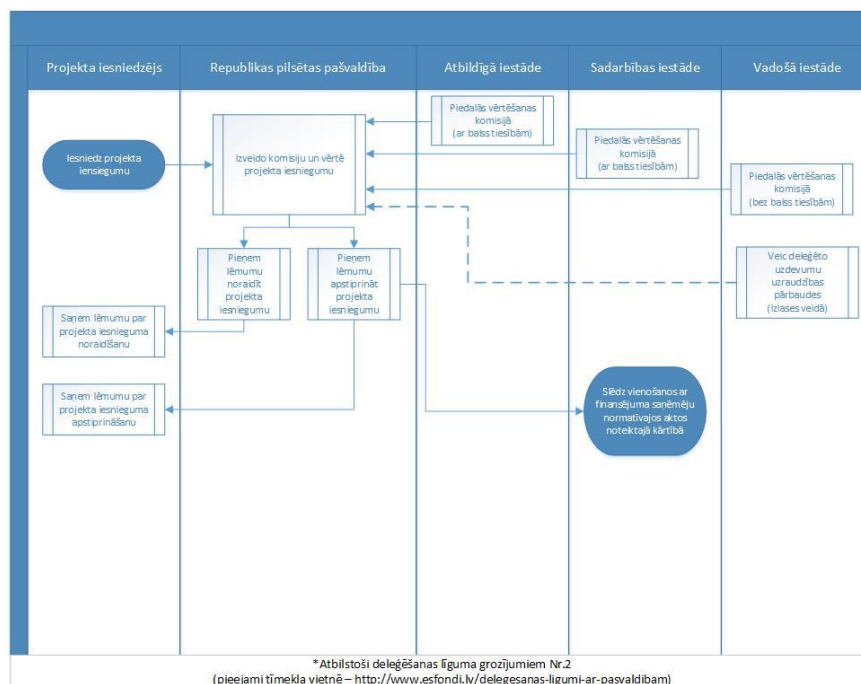 Projekta iesniedzējs
Republikas pilsētas pašvaldība
Atbildīgā iestāde
Sadarbības iestāde
Vadošā iestāde
Iesniedz projekta
iensiegumu
Izveido komisiju un vērtē
projekta iesniegumu
Piedalās vērtēšanas
komisijā
(ar balss tiesībām)
Piedalās vērtēšanas
komisijā
(ar balss tiesībām)
Piedalās vērtēšanas
komisijā
(bez balss tiesībām)
Pieņem
lēmumu
noraidīt
projekta
iesniegumu
Pieņem
lēmumu
apstiprināt
projekta
iesniegumu
Veic deleģēto
uzdevumu
uzraudzības
pārbaudes
(izlases veidā)
Saņem lēmumu par
projekta iesnieguma
noraidīšanu
Saņem lēmumu par
projekta iesnieguma
apstiprināšanu
Slēdz vienošanos ar
finansējuma saņēmēju
normatīvajos aktos
noteiktajā kārtībā
*Atbilstoši deleģēšanas līguma grozījumiem Nr.2
(pieejami tīmekļa vietnē – http://www.esfondi.lv/delegesanas-ligumi-ar-pasvaldibam)